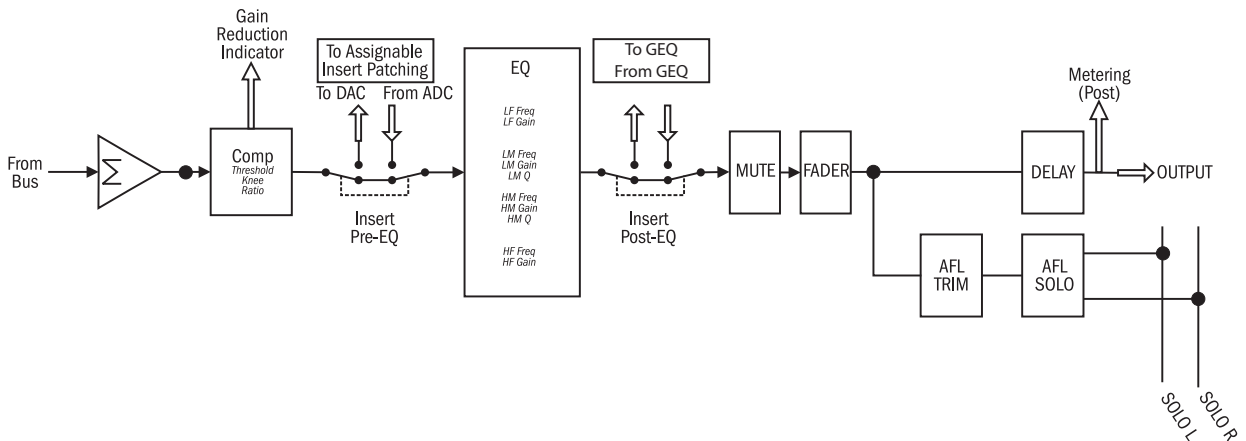 Gain
Reduction
Indicator
To Assignable
Insert Patching
To DAC
From ADC
To GEQ
From GEQ
Metering
(Post)
From
Bus
Σ
Comp
Threshold
Knee
Ratio
Insert
Pre-EQ
EQ
LF Freq
LF Gain
LM Freq
LM Gain
LM Q
HM Freq
HM Gain
HM Q
HF Freq
HF Gain
Insert
Post-EQ
MUTE
FADER
DELAY
OUTPUT
AFL
TRIM
AFL
SOLO
SOLO L
SOLO R